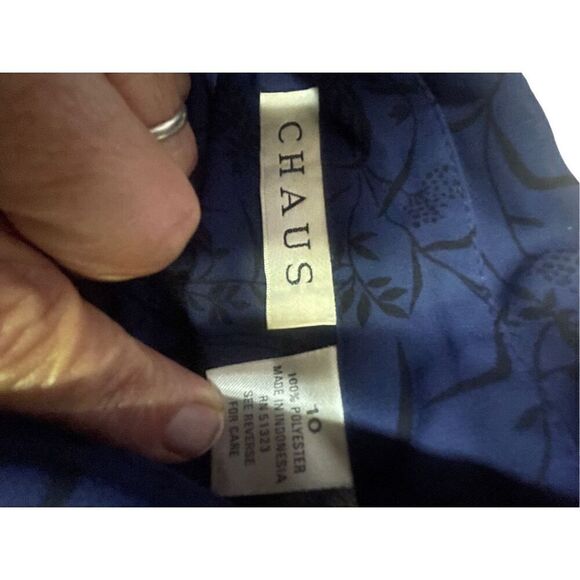 CHAUS
10
100% POLYESTER
MADE IN INDONESIA
RN 51323
SEE REVERSE
FOR CARE